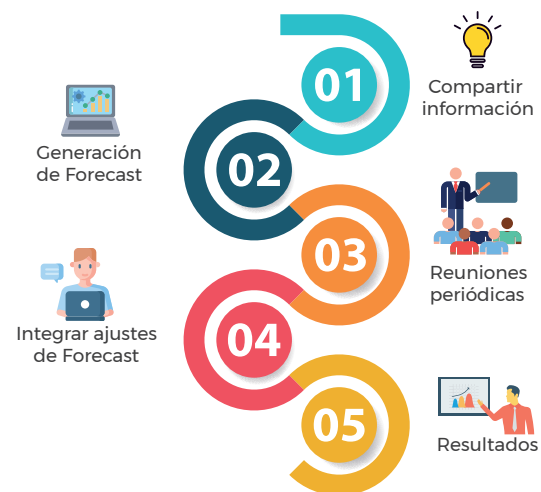 01
Compartir
información
02
Generación
de Forecast
03
Reuniones
periódicas
04
Integrar ajustes
de Forecast
05
Resultados